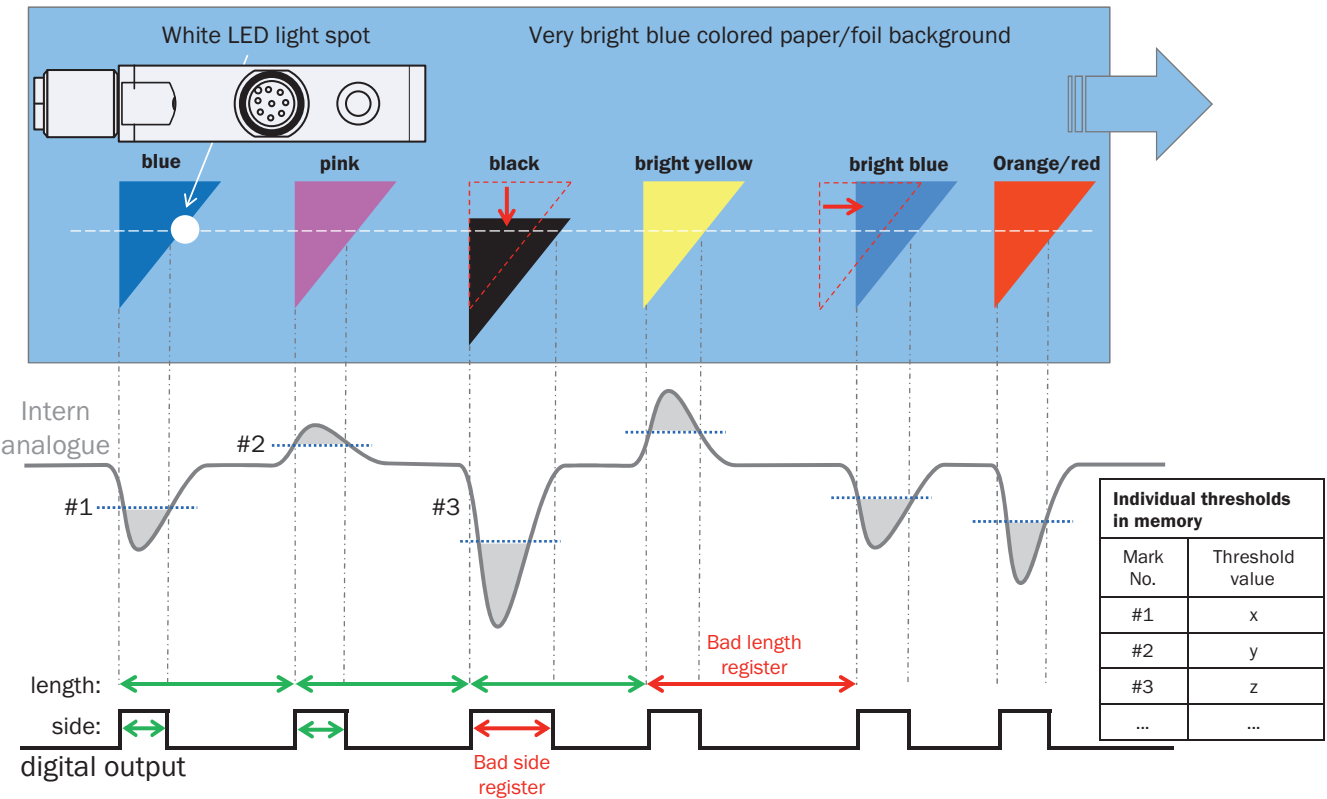 White LED light spot
Very bright blue colored paper/foil background
blue
pink
black
bright yellow
bright blue
Orange/red
Intern
analogue
#1
#2
#3
Individual thresholds
in memory
Mark
No.
Threshold
value
#1 x
#2 y
#3 z
... ...
Bad length
register
length:
side:
digital output
Bad side
register